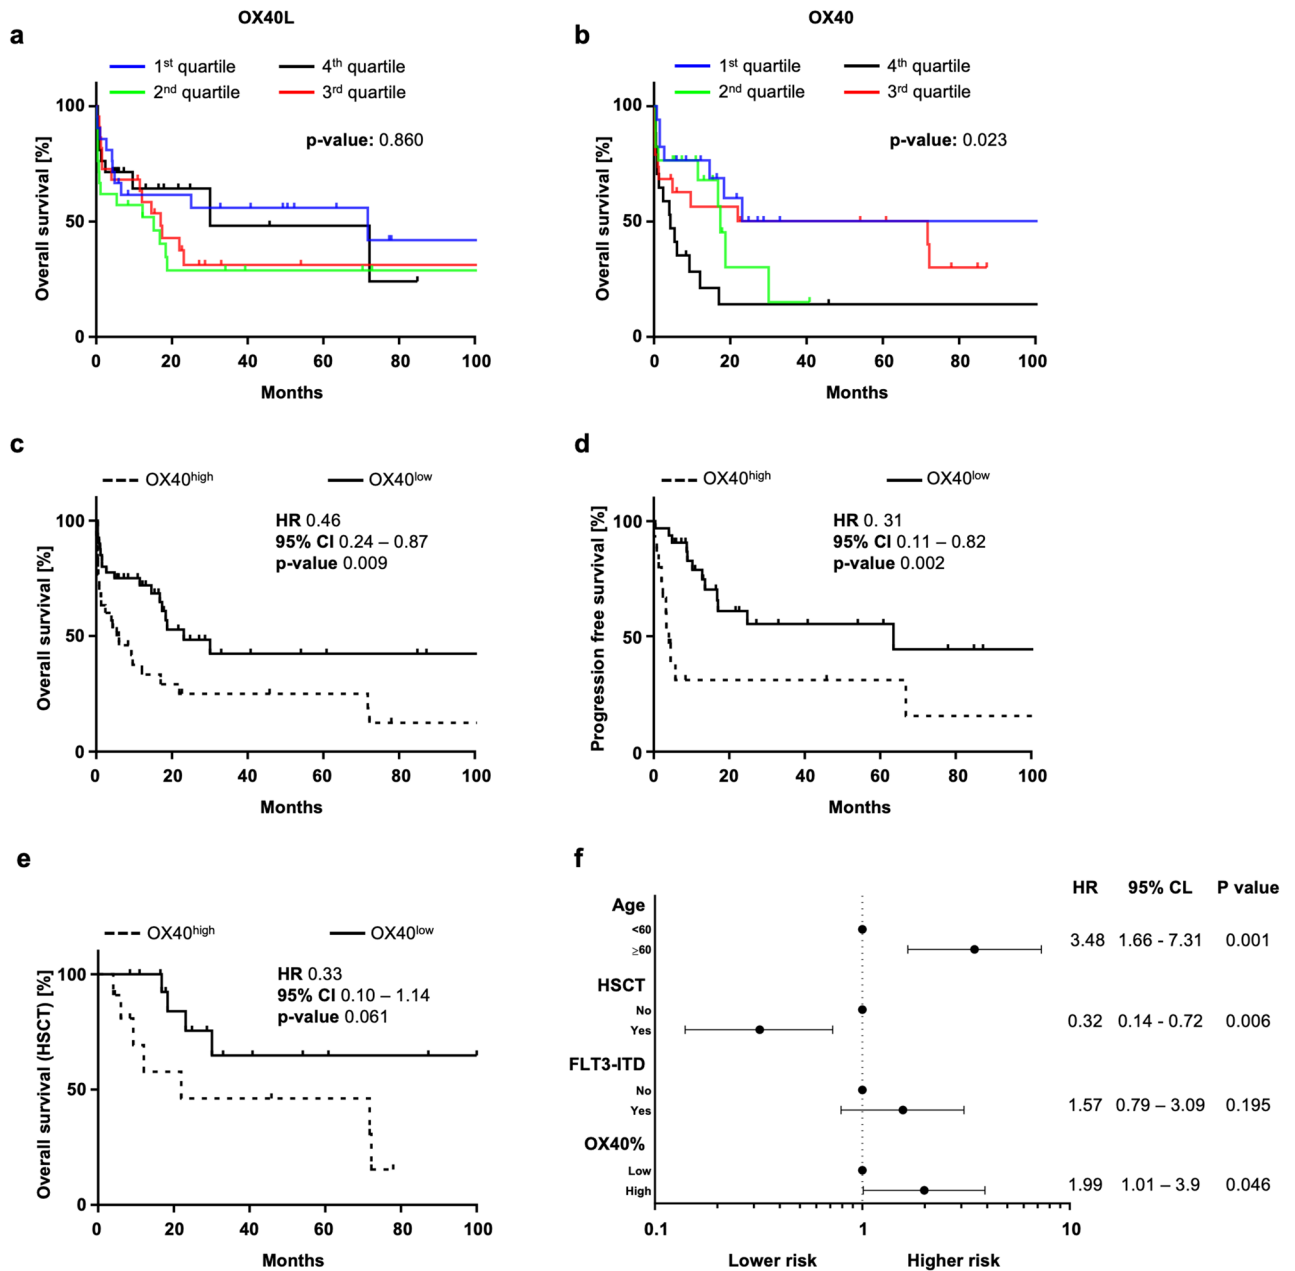 OX40L
OX40
a
1st quartile
4th quartile
2nd quartile
3rd quartile
p-value: 0.860
Overall survival [%]
100
50
0
0 20 40 60 80 100
Months
b
1st quartile
4th quartile
2nd quartile
3rd quartile
p-value: 0.023
Overall survival [%]
100
50
0
0 20 40 60 80 100
Months
c
OX40high
OX40low
HR 0.46
95% CI 0.24 – 0.87
p-value 0.009
Overall survival [%]
100
50
0
0 20 40 60 80 100
Months
d
OX40high
OX40low
HR 0. 31
95% CI 0.11 – 0.82
p-value 0.002
Progression free survival [%]
100
50
0
0 20 40 60 80 100
Months
e
OX40high
OX40low
HR 0.33
95% CI 0.10 – 1.14
p-value 0.061
Overall survival (HSCT) [%]
100
50
0
0 20 40 60 80 100
Months
f
HR 95% CL P value
Age
<60
≥60
3.48 1.66 - 7.31 0.001
HSCT
No
Yes
0.32 0.14 - 0.72 0.006
FLT3-ITD
No
Yes
1.57 0.79 – 3.09 0.195
OX40%
Low
High
1.99 1.01 – 3.9 0.046
0.1 1 10
Lower risk Higher risk